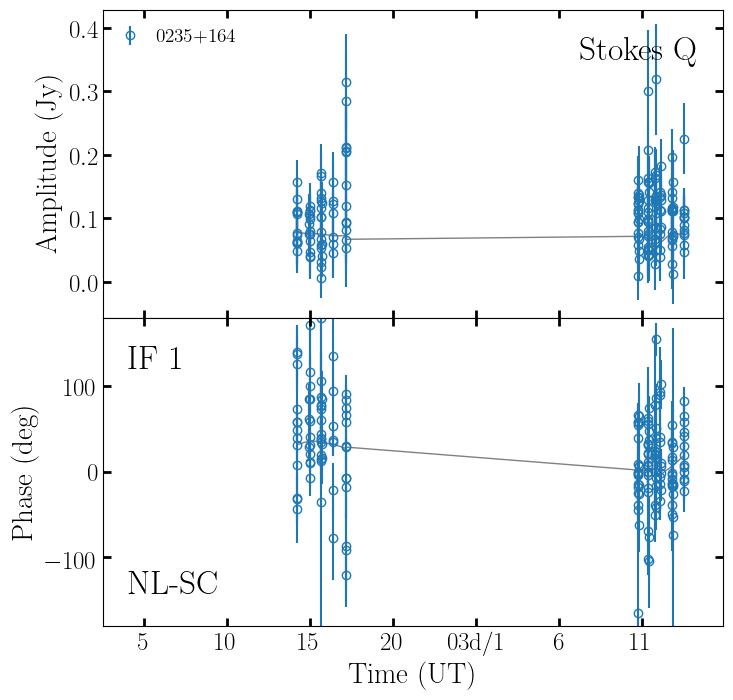 0.4
0.3
0.2
0.1
0.0
Amplitude (Jy)
0235+164
Stokes Q
100
0
−100
Phase (deg)
IF 1
NL-SC
5 10 15 20 03d/1 6 11
Time (UT)